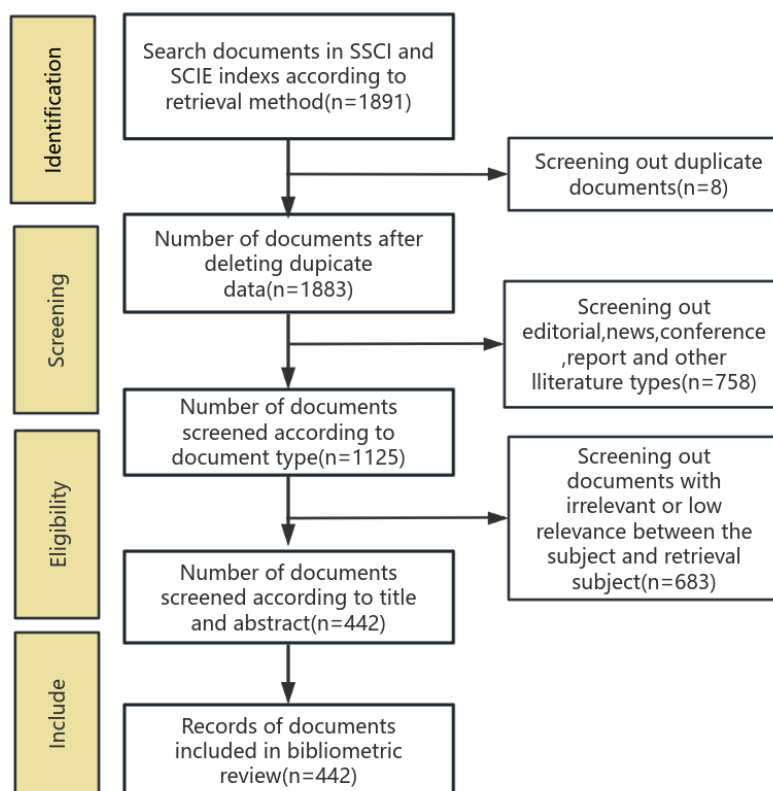 Identification
Search documents in SSCI and
SCIE indexs according to
retrieval method(n=1891)
Screening out duplicate
documents(n=8)
Screening
Number of documents after
deleting dupicate
data(n=1883)
Screening out
editorial,news,conference
,report and other
lliterature types(n=758)
Number of documents
screened according to
document type(n=1125)
Eligibility
Screening out
documents with
irrelevant or low
relevance between the
subject and retrieval
subject(n=683)
Number of documents
screened according to title
and abstract(n=442)
Include
Records of documents
included in bibliometric
review(n=442)